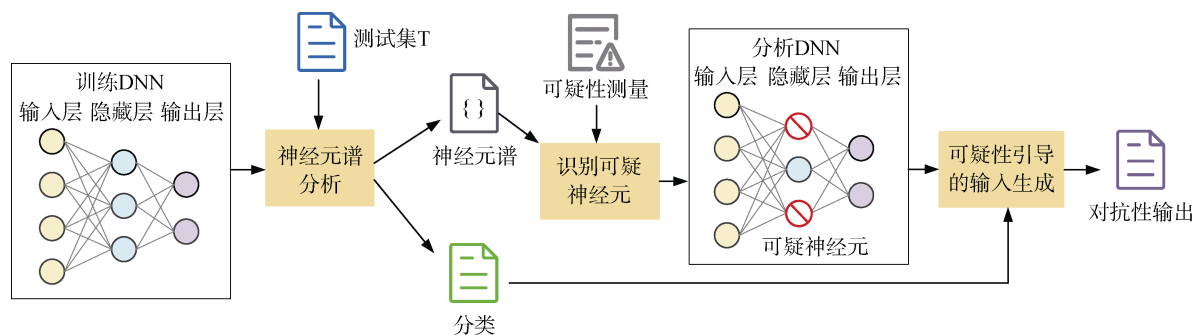 训练DNN
输入层 隐藏层 输出层
测试集T
神经元谱
分析
{ }
神经元谱
分类
可疑性测量
识别可疑
神经元
分析DNN
输入层 隐藏层 输出层
可疑神经元
可疑性引导
的输入生成
对抗性输出